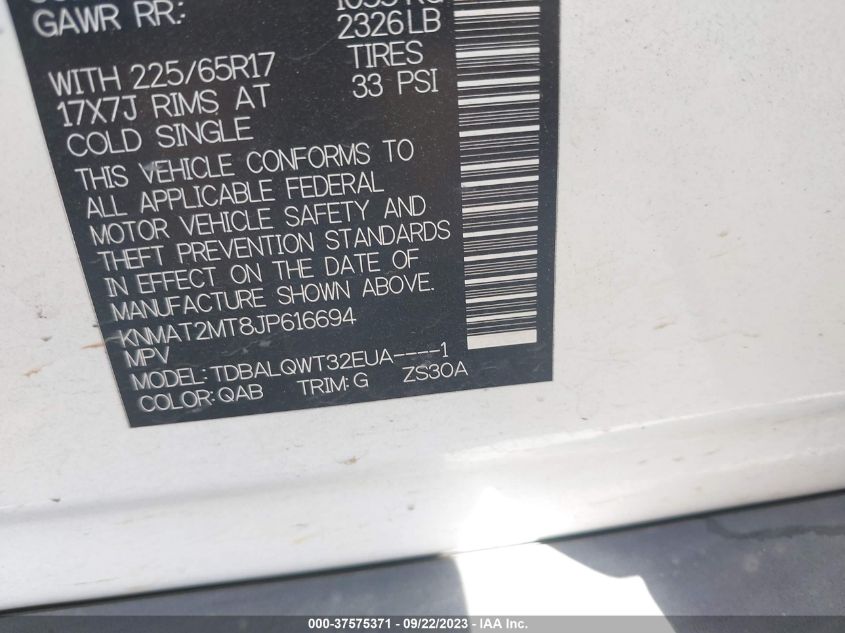 GAWR RR:
2326LB
WITH 225/65R17 TIRES
17X7J RIMS AT 33 PSI
COLD SINGLE
THIS VEHICLE CONFORMS TO
ALL APPLICABLE FEDERAL
MOTOR VEHICLE SAFETY AND
THEFT PREVENTION STANDARDS
IN EFFECT ON THE DATE OF
MANUFACTURE SHOWN ABOVE.
KNMAT2MT8JP616694
MPV
MODEL: TDBALQWT32EUA----1
COLOR:QAB TRIM:G ZS30A
000-37575371 - 09/22/2023 - IAA Inc.